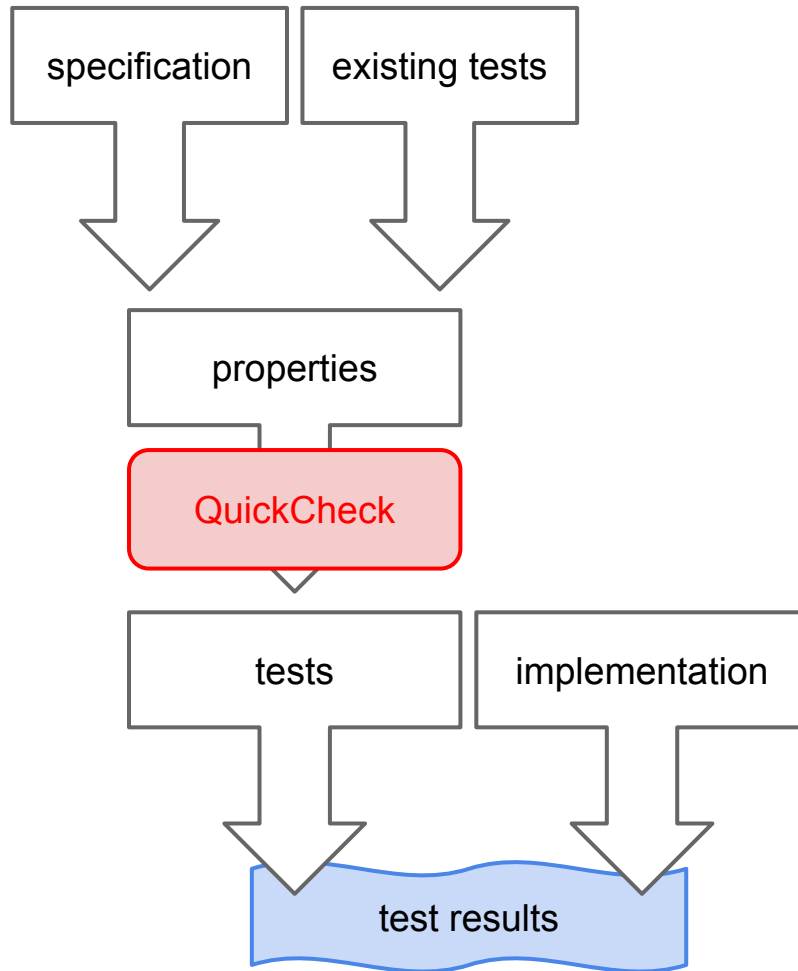 specification
existing tests
properties
QuickCheck
tests
implementation
test results